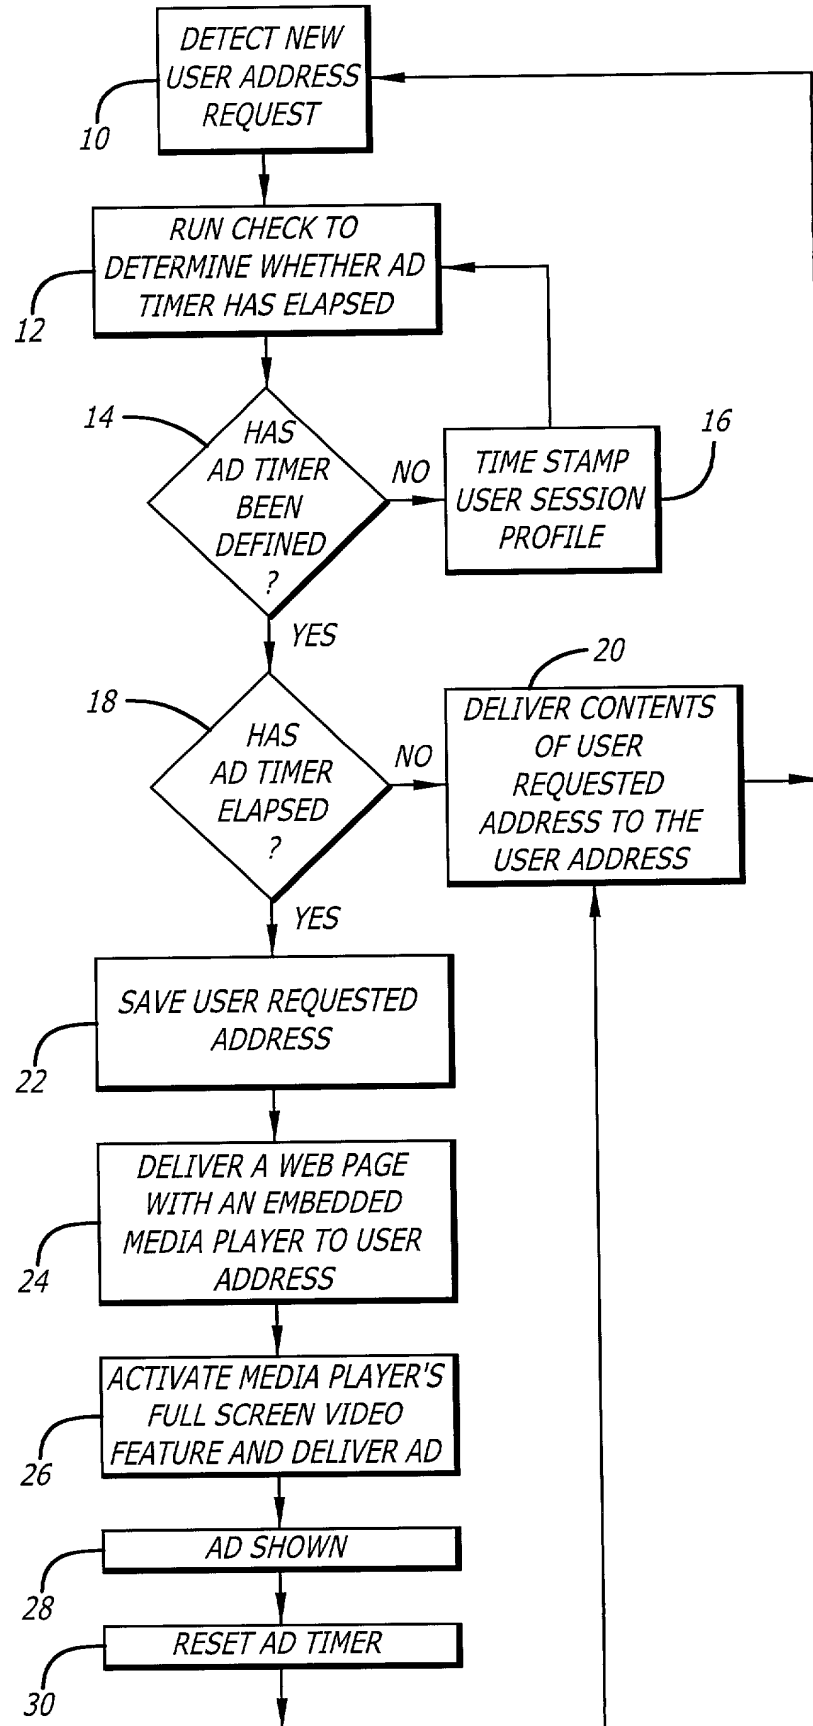 DETECT NEW
USER ADDRESS
REQUEST
10
RUN CHECK TO
DETERMINE WHETHER AD
TIMER HAS ELAPSED
12
14
HAS
AD TIMER
BEEN
DEFINED
?
NO
16
TIME STAMP
USER SESSION
PROFILE
YES
18
HAS
AD TIMER
ELAPSED
?
NO
20
DELIVER CONTENTS
OF USER
REQUESTED
ADDRESS TO THE
USER ADDRESS
YES
SAVE USER REQUESTED
ADDRESS
22
DELIVER A WEB PAGE
WITH AN EMBEDDED
MEDIA PLAYER TO USER
ADDRESS
24
ACTIVATE MEDIA PLAYER'S
FULL SCREEN VIDEO
FEATURE AND DELIVER AD
26
AD SHOWN
28
RESET AD TIMER
30